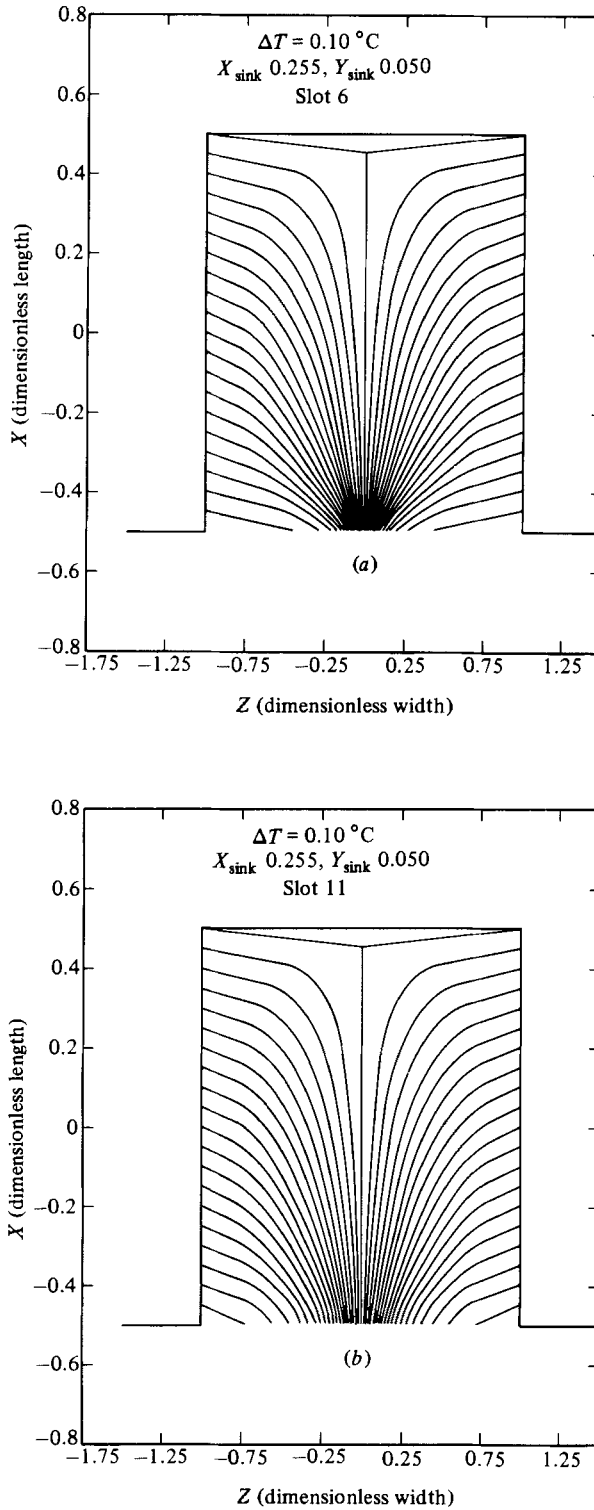 0.8
ΔT = 0.10 °C
X_sink 0.255, Y_sink 0.050
Slot 6
0.6
0.4
0.2
0
−0.2
−0.4
−0.6
−0.8
X (dimensionless length)
(a)
−1.75 −1.25 −0.75 −0.25 0.25 0.75 1.25
Z (dimensionless width)
0.8
ΔT = 0.10 °C
X_sink 0.255, Y_sink 0.050
Slot 11
0.6
0.4
0.2
0
−0.2
−0.4
−0.6
−0.8
X (dimensionless length)
(b)
−1.75 −1.25 −0.75 −0.25 0.25 0.75 1.25
Z (dimensionless width)